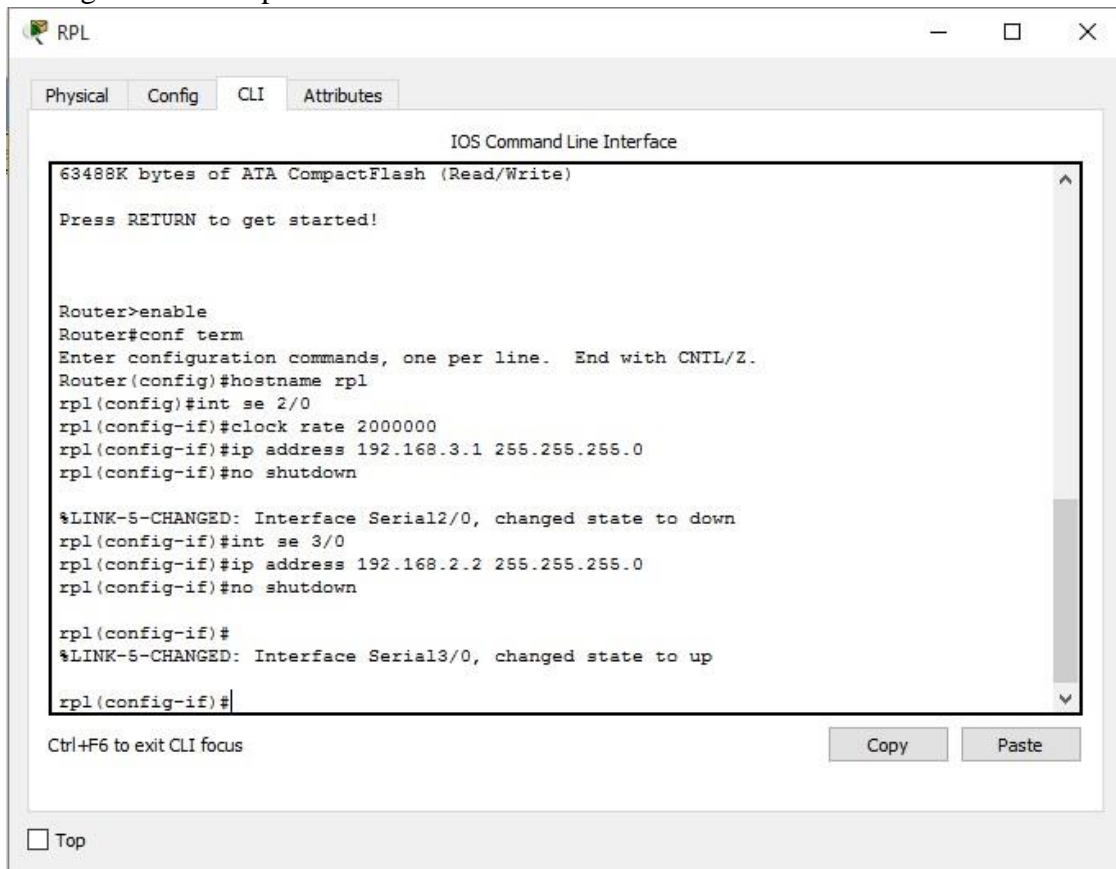 RPL
Physical Config CLI Attributes
IOS Command Line Interface
63488K bytes of ATA CompactFlash (Read/Write)
Press RETURN to get started!
Router>enable
Router#conf term
Enter configuration commands, one per line.  End with CNTL/Z.
Router(config)#hostname rpl
rpl(config)#int se 2/0
rpl(config-if)#clock rate 2000000
rpl(config-if)#ip address 192.168.3.1 255.255.255.0
rpl(config-if)#no shutdown
%LINK-5-CHANGED: Interface Serial2/0, changed state to down
rpl(config-if)#int se 3/0
rpl(config-if)#ip address 192.168.2.2 255.255.255.0
rpl(config-if)#no shutdown
rpl(config-if)#
%LINK-5-CHANGED: Interface Serial3/0, changed state to up
rpl(config-if)#
Ctrl+F6 to exit CLI focus
Copy Paste
Top